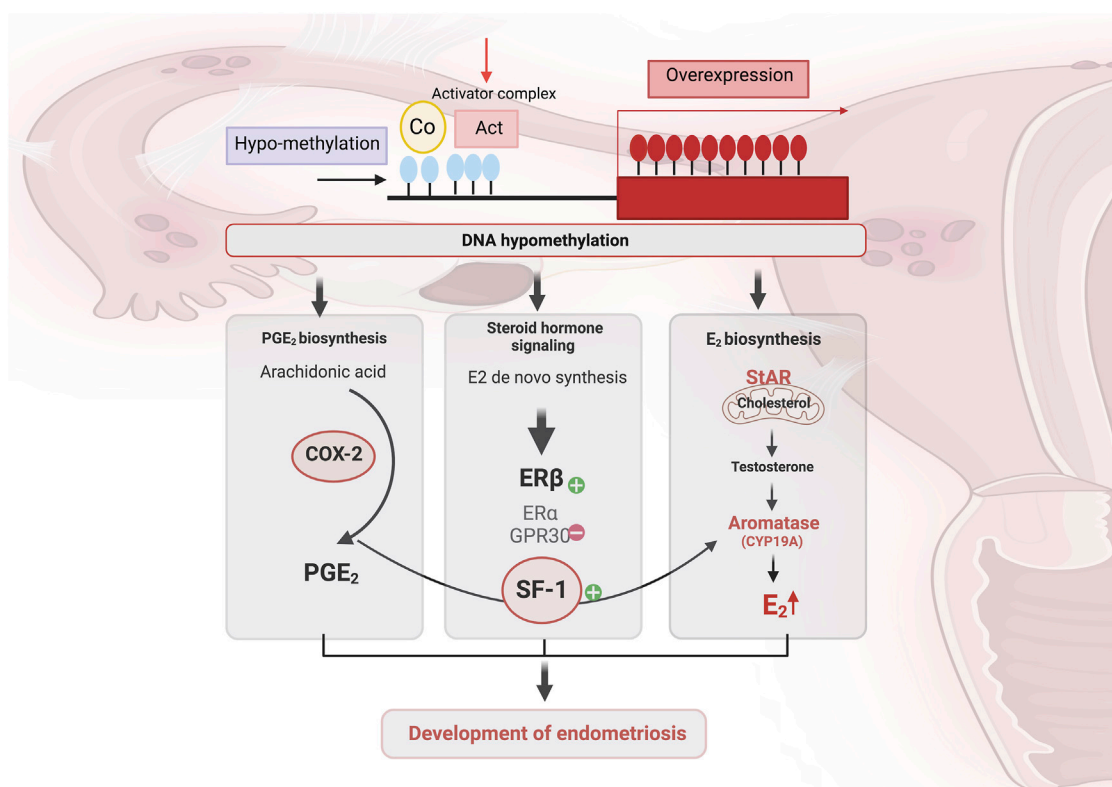 Overexpression
Activator complex
Co
Act
Hypo-methylation
DNA hypomethylation
PGE₂ biosynthesis
Arachidonic acid
COX-2
PGE₂
Steroid hormone
signaling
E2 de novo synthesis
ERβ
ERα
GPR30
SF-1
E₂ biosynthesis
StAR
Cholesterol
Testosterone
Aromatase
(CYP19A)
E₂
Development of endometriosis